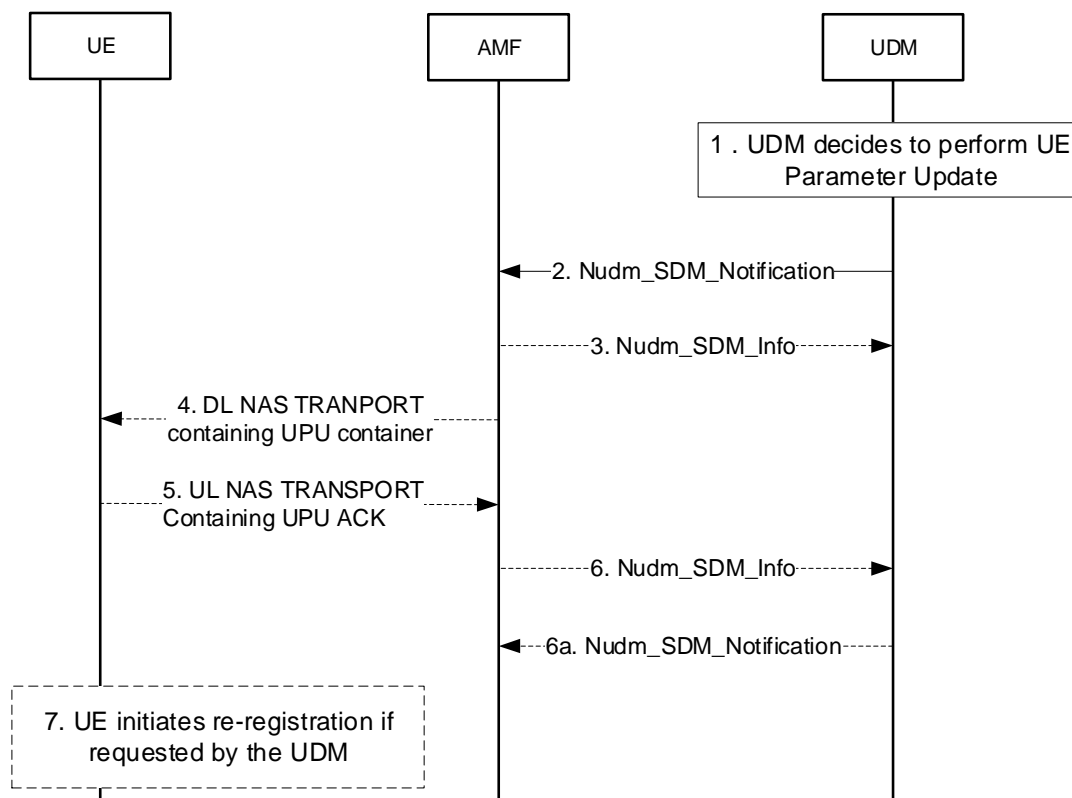 UE
AMF
UDM
1 . UDM decides to perform UE
Parameter Update
2. Nudm_SDM_Notification
3. Nudm_SDM_Info
4. DL NAS TRANPORT
containing UPU container
5. UL NAS TRANSPORT
Containing UPU ACK
6. Nudm_SDM_Info
6a. Nudm_SDM_Notification
7. UE initiates re-registration if
requested by the UDM